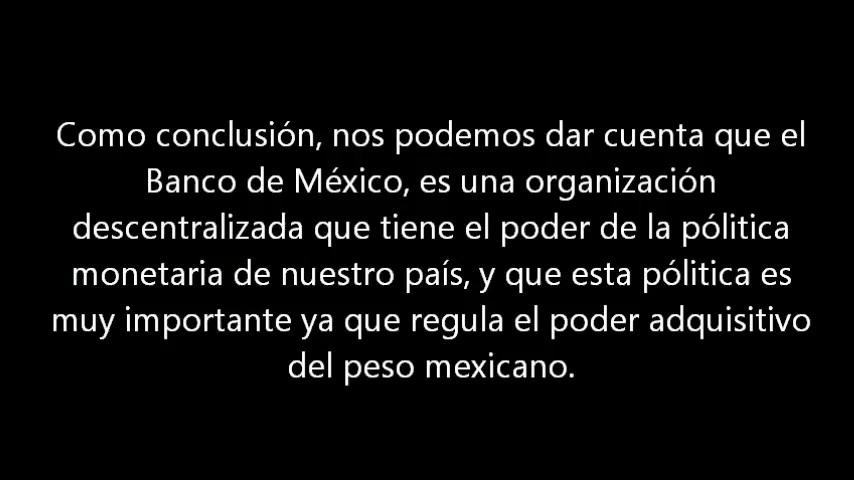 Como conclusión, nos podemos dar cuenta que el
Banco de México, es una organización
descentralizada que tiene el poder de la pólitica
monetaria de nuestro país, y que esta pólitica es
muy importante ya que regula el poder adquisitivo
del peso mexicano.